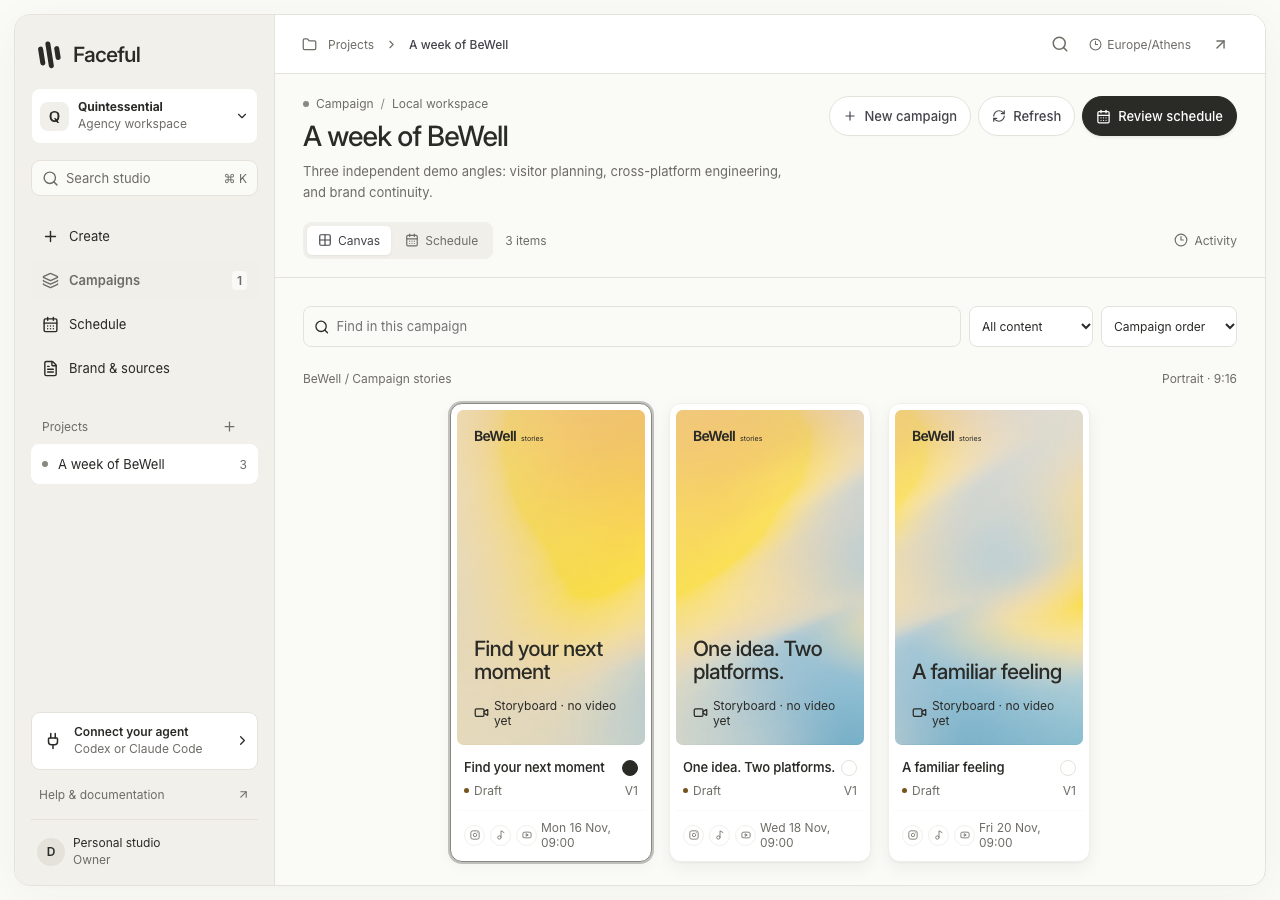 Faceful
Q
Quintessential
Agency workspace
Search studio
⌘ K
Create
Campaigns
1
Schedule
Brand & sources
Projects
A week of BeWell
3
Connect your agent
Codex or Claude Code
Help & documentation
D
Personal studio
Owner
Projects
A week of BeWell
Europe/Athens
Campaign / Local workspace
A week of BeWell
Three independent demo angles: visitor planning, cross-platform engineering,
and brand continuity.
New campaign
Refresh
Review schedule
Canvas
Schedule
3 items
Activity
Find in this campaign
All content
Campaign order
BeWell / Campaign stories
Portrait · 9:16
BeWell stories
Find your next
moment
Storyboard · no video
yet
Find your next moment
Draft
V1
Mon 16 Nov,
09:00
BeWell stories
One idea. Two
platforms.
Storyboard · no video
yet
One idea. Two platforms.
Draft
V1
Wed 18 Nov,
09:00
BeWell stories
A familiar feeling
Storyboard · no video
yet
A familiar feeling
Draft
V1
Fri 20 Nov,
09:00